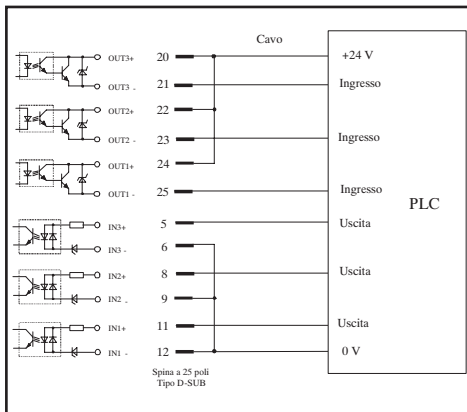 Cavo
OUT3+ 20 +24 V
OUT3 - 21 Ingresso
OUT2+ 22
OUT2 - 23 Ingresso
OUT1+ 24
OUT1 - 25 Ingresso
PLC
IN3+ 5 Uscita
IN3 - 6
IN2+ 8 Uscita
IN2 - 9
IN1+ 11 Uscita
IN1 - 12 0 V
Spina a 25 poli
Tipo D-SUB